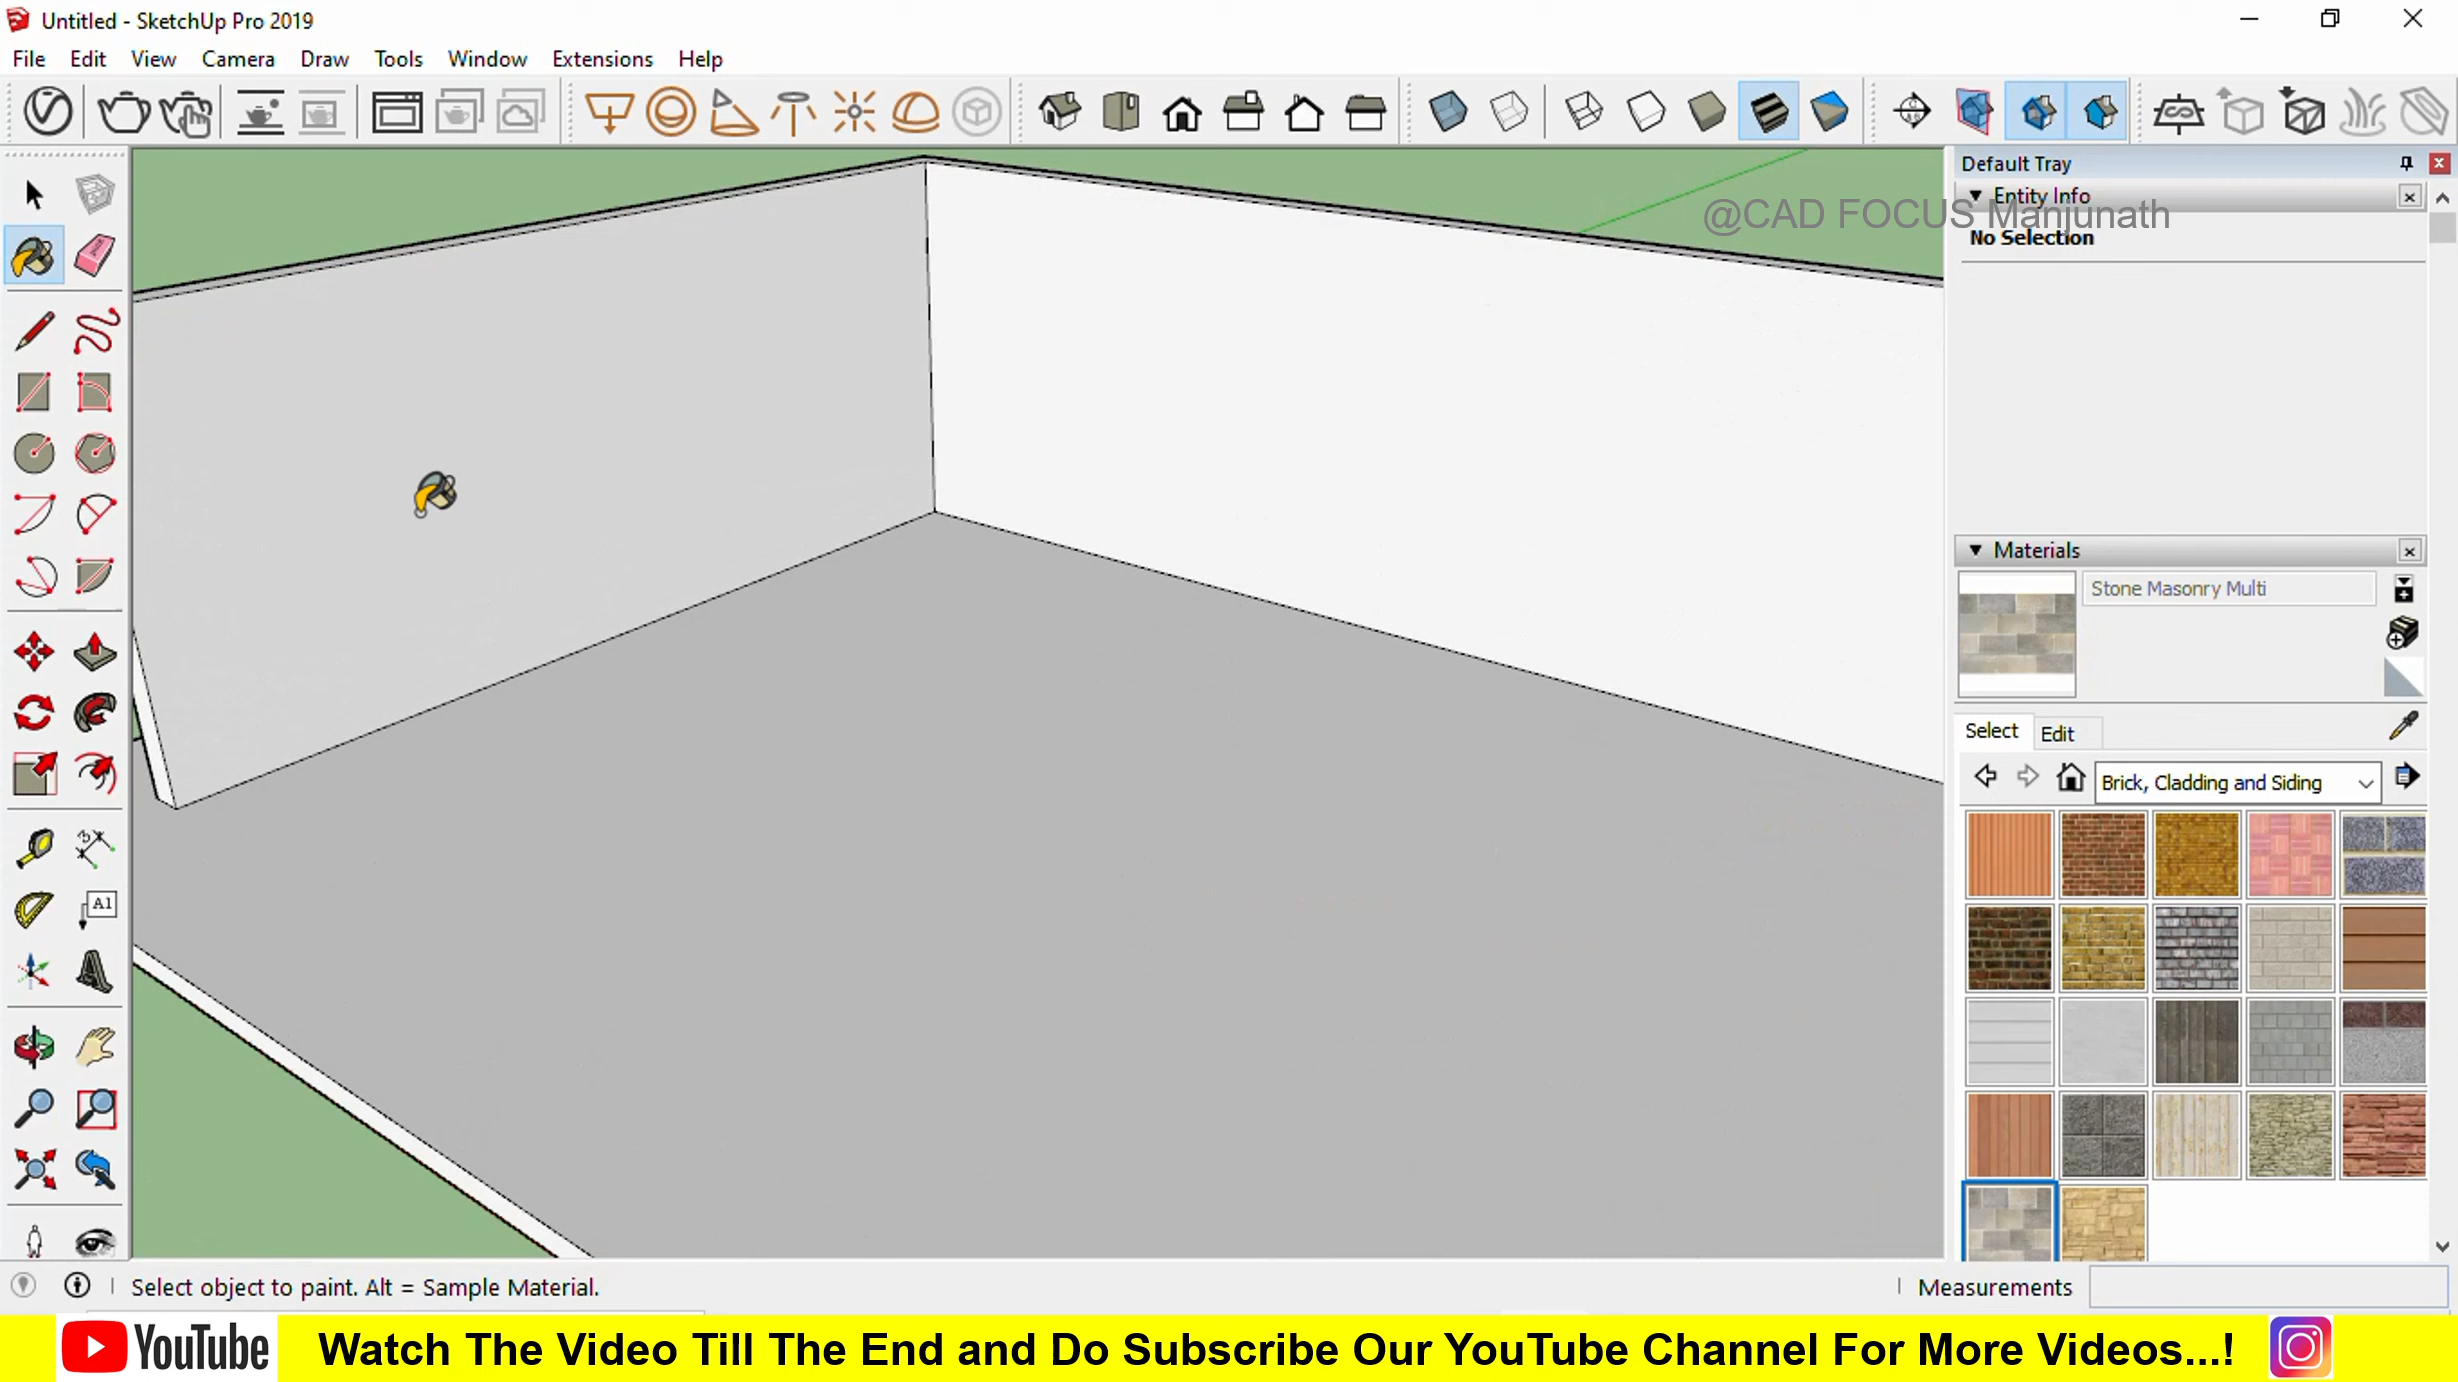 Untitled - SketchUp Pro 2019
File Edit View Camera Draw Tools Window Extensions Help
Default Tray
Entity Info
@CAD FOCUS Manjunath
No Selection
Materials
Stone Masonry Multi
Select Edit
Brick, Cladding and Siding
A1
Select object to paint. Alt = Sample Material.
Measurements
YouTube
Watch The Video Till The End and Do Subscribe Our YouTube Channel For More Videos...!